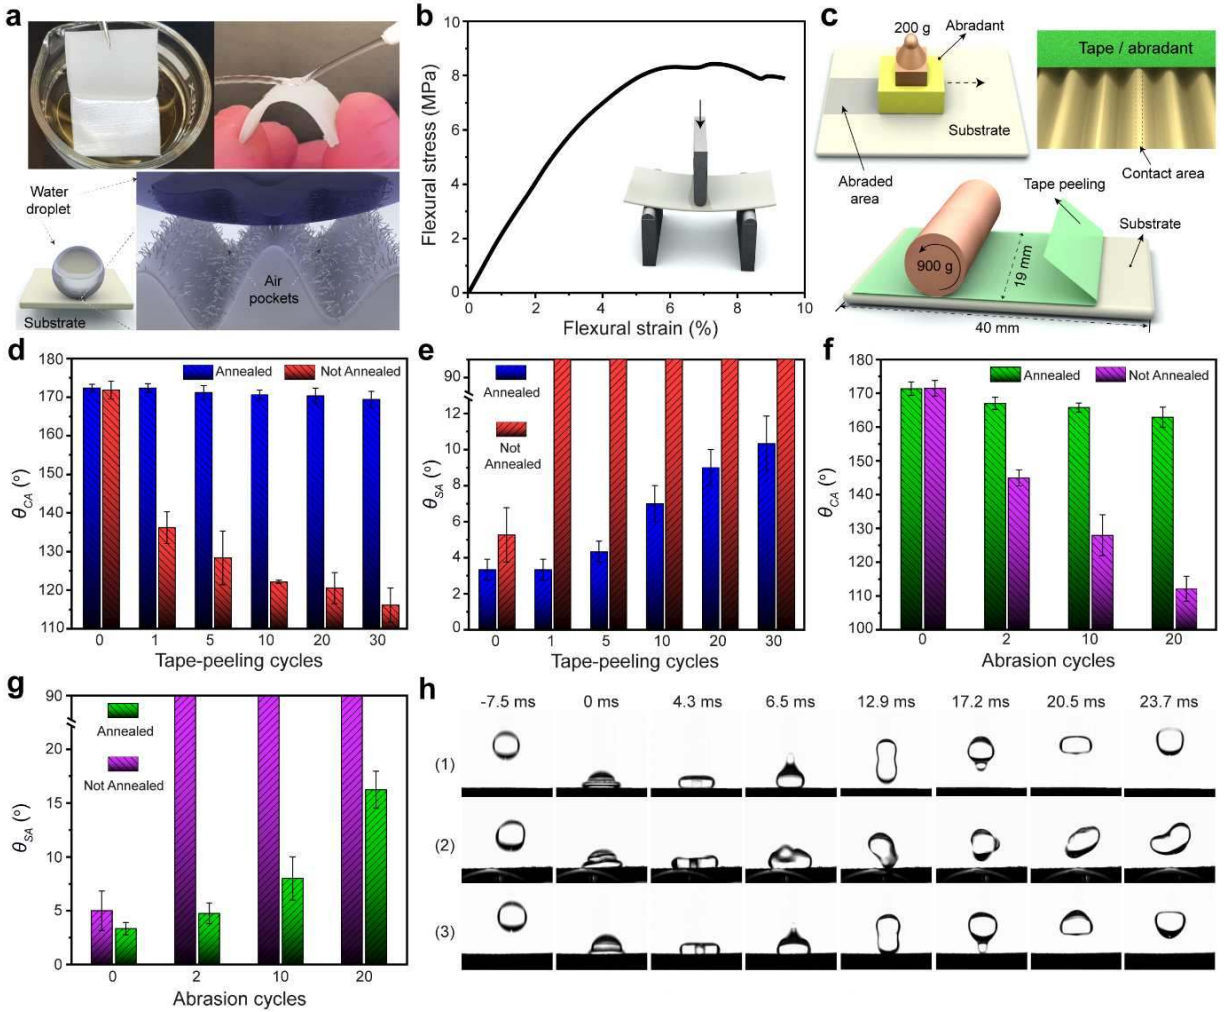 a
Water
droplet
Air
pockets
Substrate
b
10
8
6
4
2
0
Flexural stress (MPa)
0 2 4 6 8 10
Flexural strain (%)
c
200 g
Abradant
Substrate
Abraded
area
Tape / abradant
Contact area
Tape peeling
Substrate
900 g
19 mm
40 mm
d
180
170
160
150
140
130
120
110
θCA (°)
Annealed Not Annealed
0 1 5 10 20 30
Tape-peeling cycles
e
90
12
10
8
6
4
2
0
θSA (°)
Annealed
Not
Annealed
0 1 5 10 20 30
Tape-peeling cycles
f
180
170
160
150
140
130
120
110
100
θCA (°)
Annealed Not Annealed
0 2 10 20
Abrasion cycles
g
90
20
15
10
5
0
θSA (°)
Annealed
Not Annealed
0 2 10 20
Abrasion cycles
h
-7.5 ms 0 ms 4.3 ms 6.5 ms 12.9 ms 17.2 ms 20.5 ms 23.7 ms
(1)
(2)
(3)